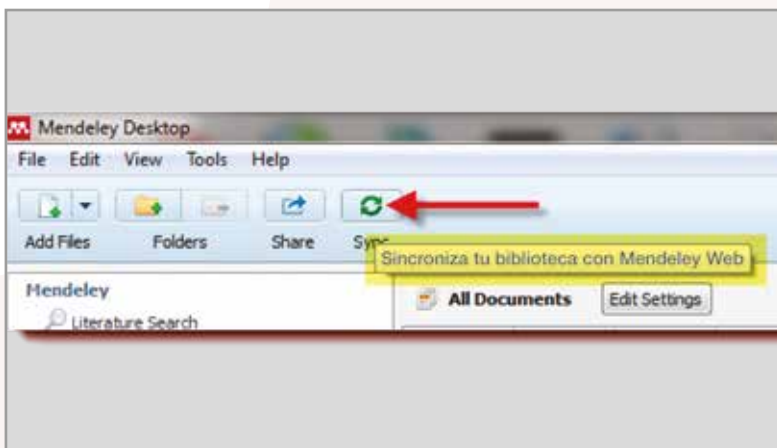 Mendeley Desktop
File Edit View Tools Help
Add Files Folders Share Sync
Sincroniza tu biblioteca con Mendeley Web
Mendeley
All Documents Edit Settings
Literature Search